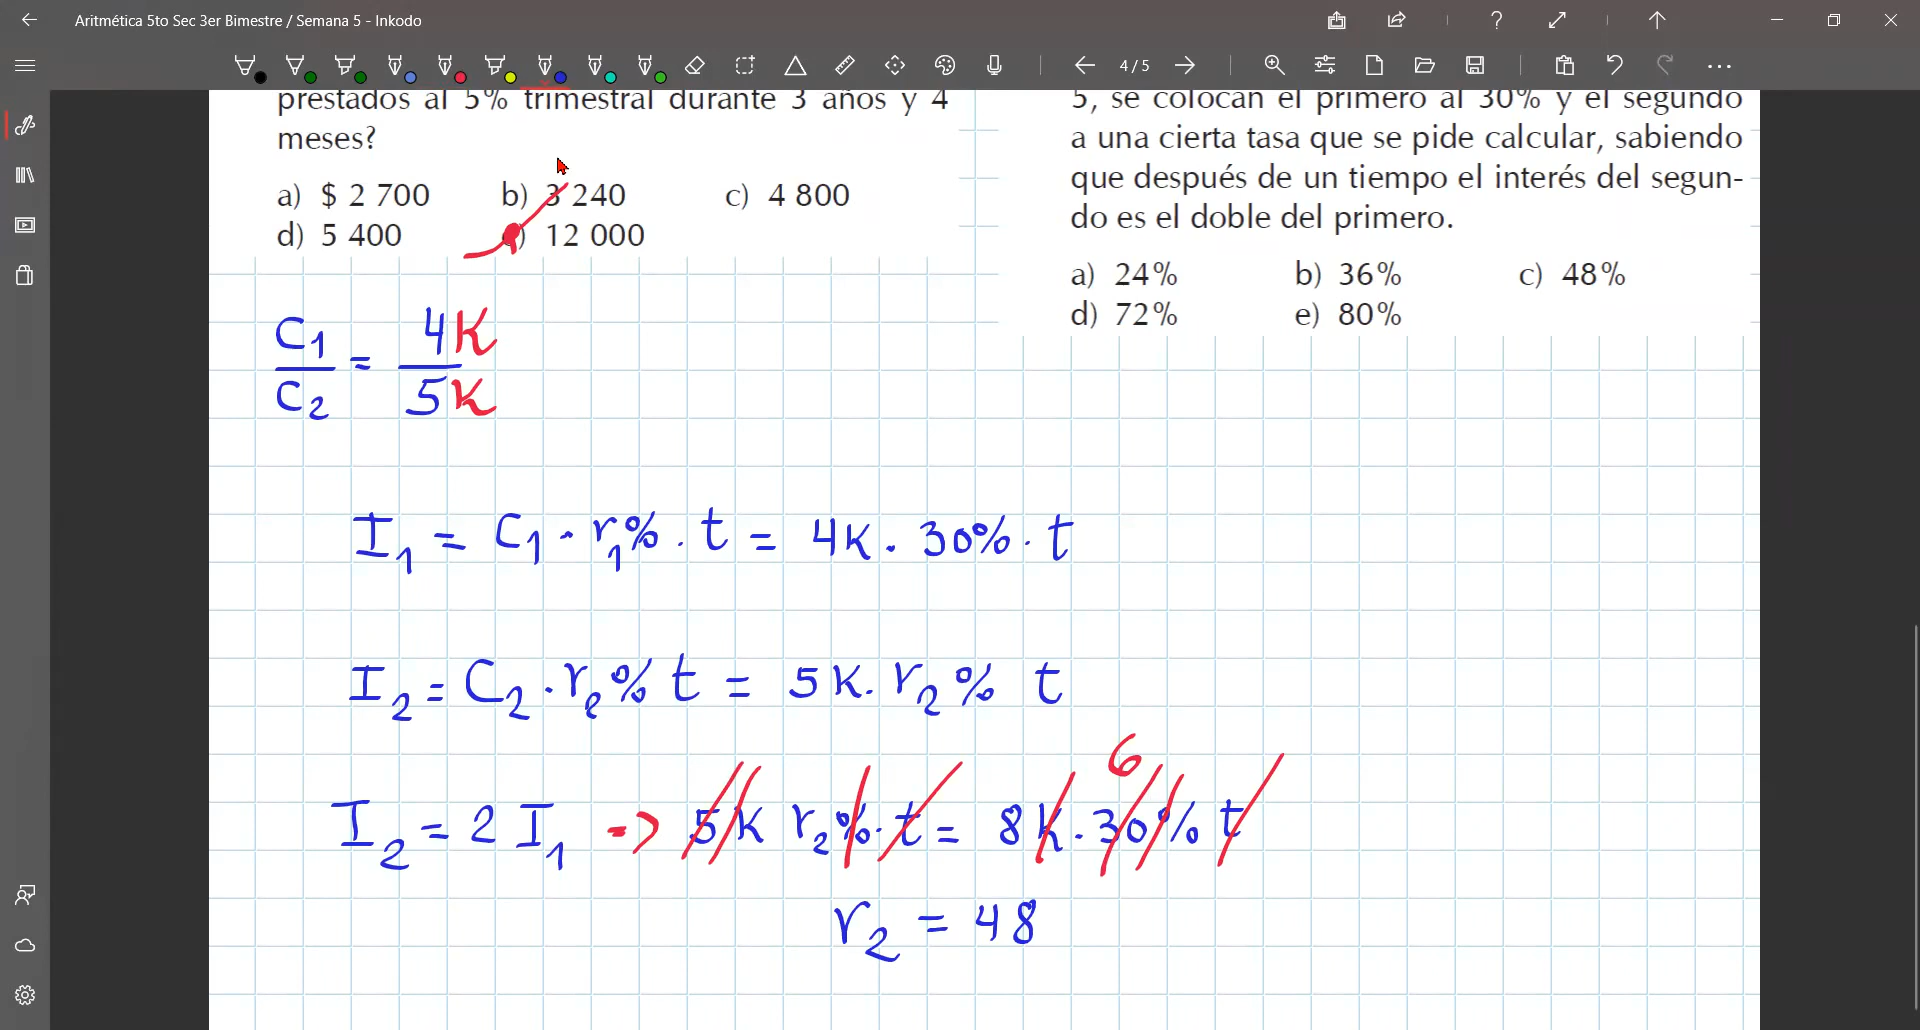 Aritmética 5to Sec 3er Bimestre / Semana 5 - Inkodo
4 / 5
prestados al 5% trimestral durante 3 años y 4
meses?
a) $ 2 700 b) 3 240 c) 4 800
d) 5 400 e) 12 000
5, se colocan el primero al 30% y el segundo
a una cierta tasa que se pide calcular, sabiendo
que después de un tiempo el interés del segun-
do es el doble del primero.
a) 24% b) 36% c) 48%
d) 72% e) 80%
C1 4K
=
C2 5K
I1 = C1 . r1% . t = 4K . 30% . t
I2 = C2 . r2% t = 5K . r2% t
6
I2 = 2 I1 => 5K r2% . t = 8K . 30% t
r2 = 48